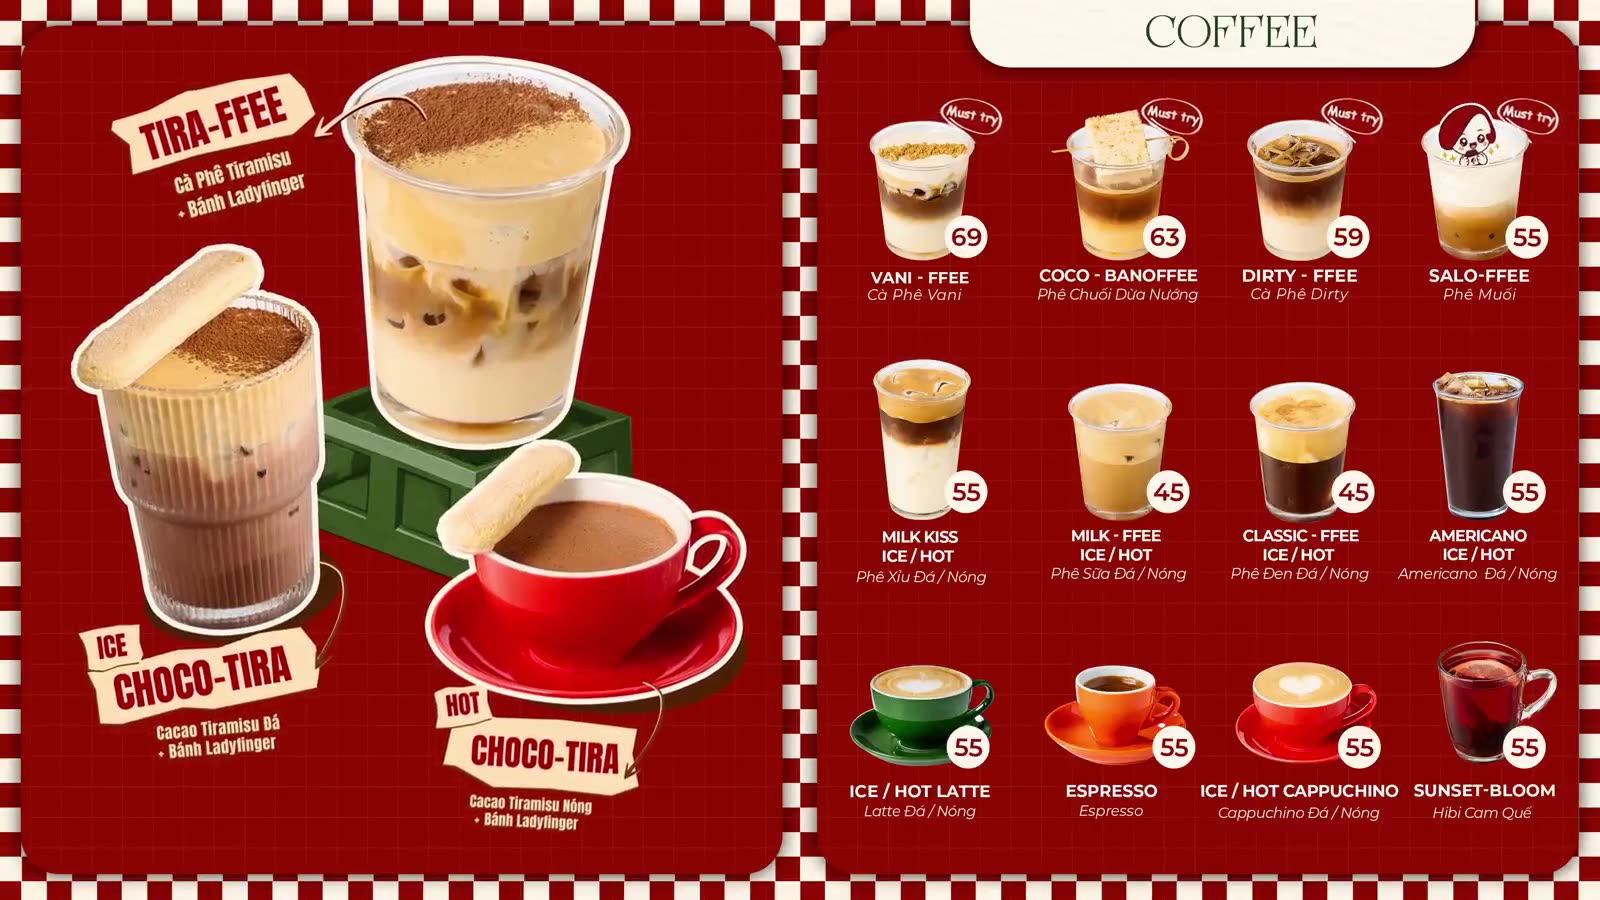 TIRA-FFEE
Cà Phê Tiramisu
+ Bánh Ladyfinger
ICE
CHOCO-TIRA
Cacao Tiramisu Đá
+ Bánh Ladyfinger
HOT
CHOCO-TIRA
Cacao Tiramisu Nóng
+ Bánh Ladyfinger
COFFEE
Must try
69
VANI - FFEE
Cà Phê Vani
Must try
63
COCO - BANOFFEE
Phê Chuối Dừa Nướng
Must try
59
DIRTY - FFEE
Cà Phê Dirty
Must try
55
SALO-FFEE
Phê Muối
55
MILK KISS
ICE / HOT
Phê Xỉu Đá / Nóng
45
MILK - FFEE
ICE / HOT
Phê Sữa Đá / Nóng
45
CLASSIC - FFEE
ICE / HOT
Phê Đen Đá / Nóng
55
AMERICANO
ICE / HOT
Americano Đá / Nóng
55
ICE / HOT LATTE
Latte Đá / Nóng
55
ESPRESSO
Espresso
55
ICE / HOT CAPPUCHINO
Cappuchino Đá / Nóng
55
SUNSET-BLOOM
Hibi Cam Quế